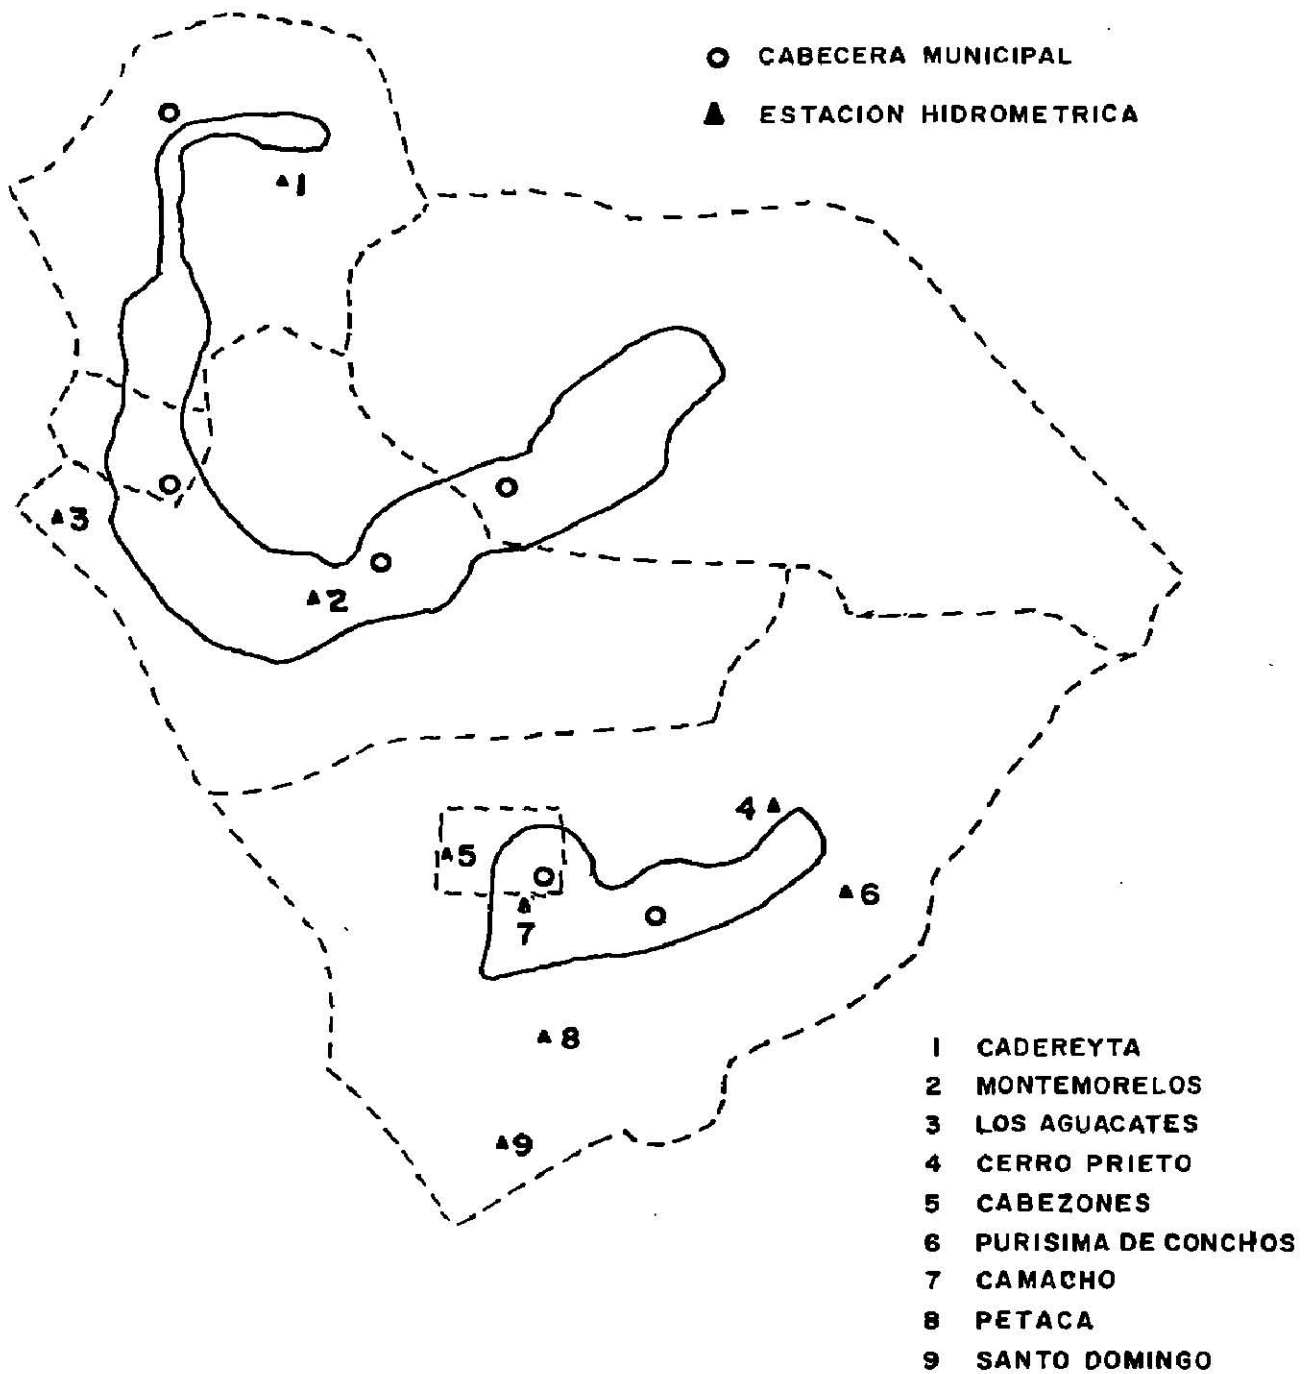 CABECERA MUNICIPAL
ESTACION HIDROMETRICA
1
3
2
4
5
6
7
8
9
1 CADEREYTA
2 MONTEMORELOS
3 LOS AGUACATES
4 CERRO PRIETO
5 CABEZONES
6 PURISIMA DE CONCHOS
7 CAMACHO
8 PETACA
9 SANTO DOMINGO